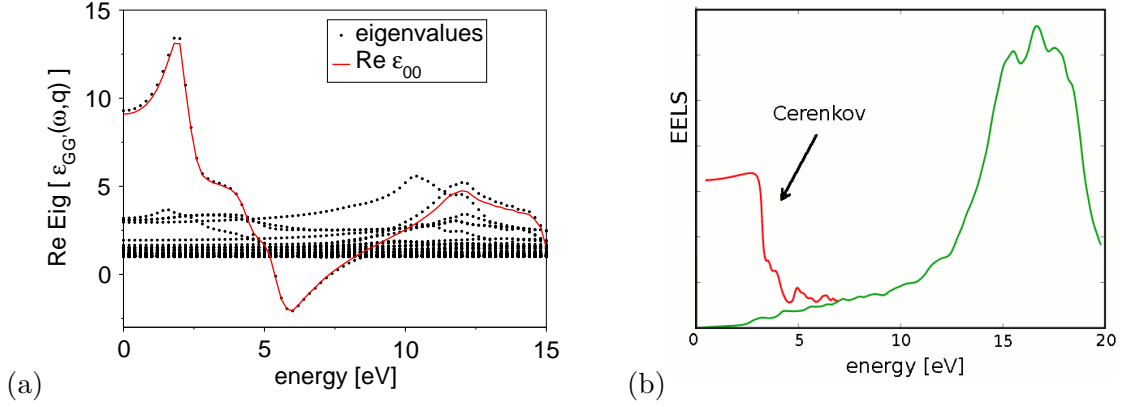 eigenvalues
Re ε00
Re Eig [ εGG'(ω,q) ]
15
10
5
0
0 5 10 15
energy [eV]
(a)
Cerenkov
EELS
0 5 10 15 20
energy [eV]
(b)